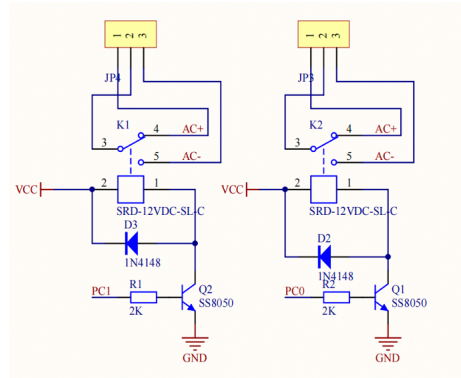 1 2 3
1 2 3
JP4
JP3
K1
K2
4 AC+
4 AC+
3
3
5 AC-
5 AC-
VCC 2 1
VCC 2 1
SRD-12VDC-SL-C
SRD-12VDC-SL-C
D3
D2
1N4148
1N4148
PC1 R1 Q2
PC0 R2 Q1
2K SS8050
2K SS8050
GND
GND